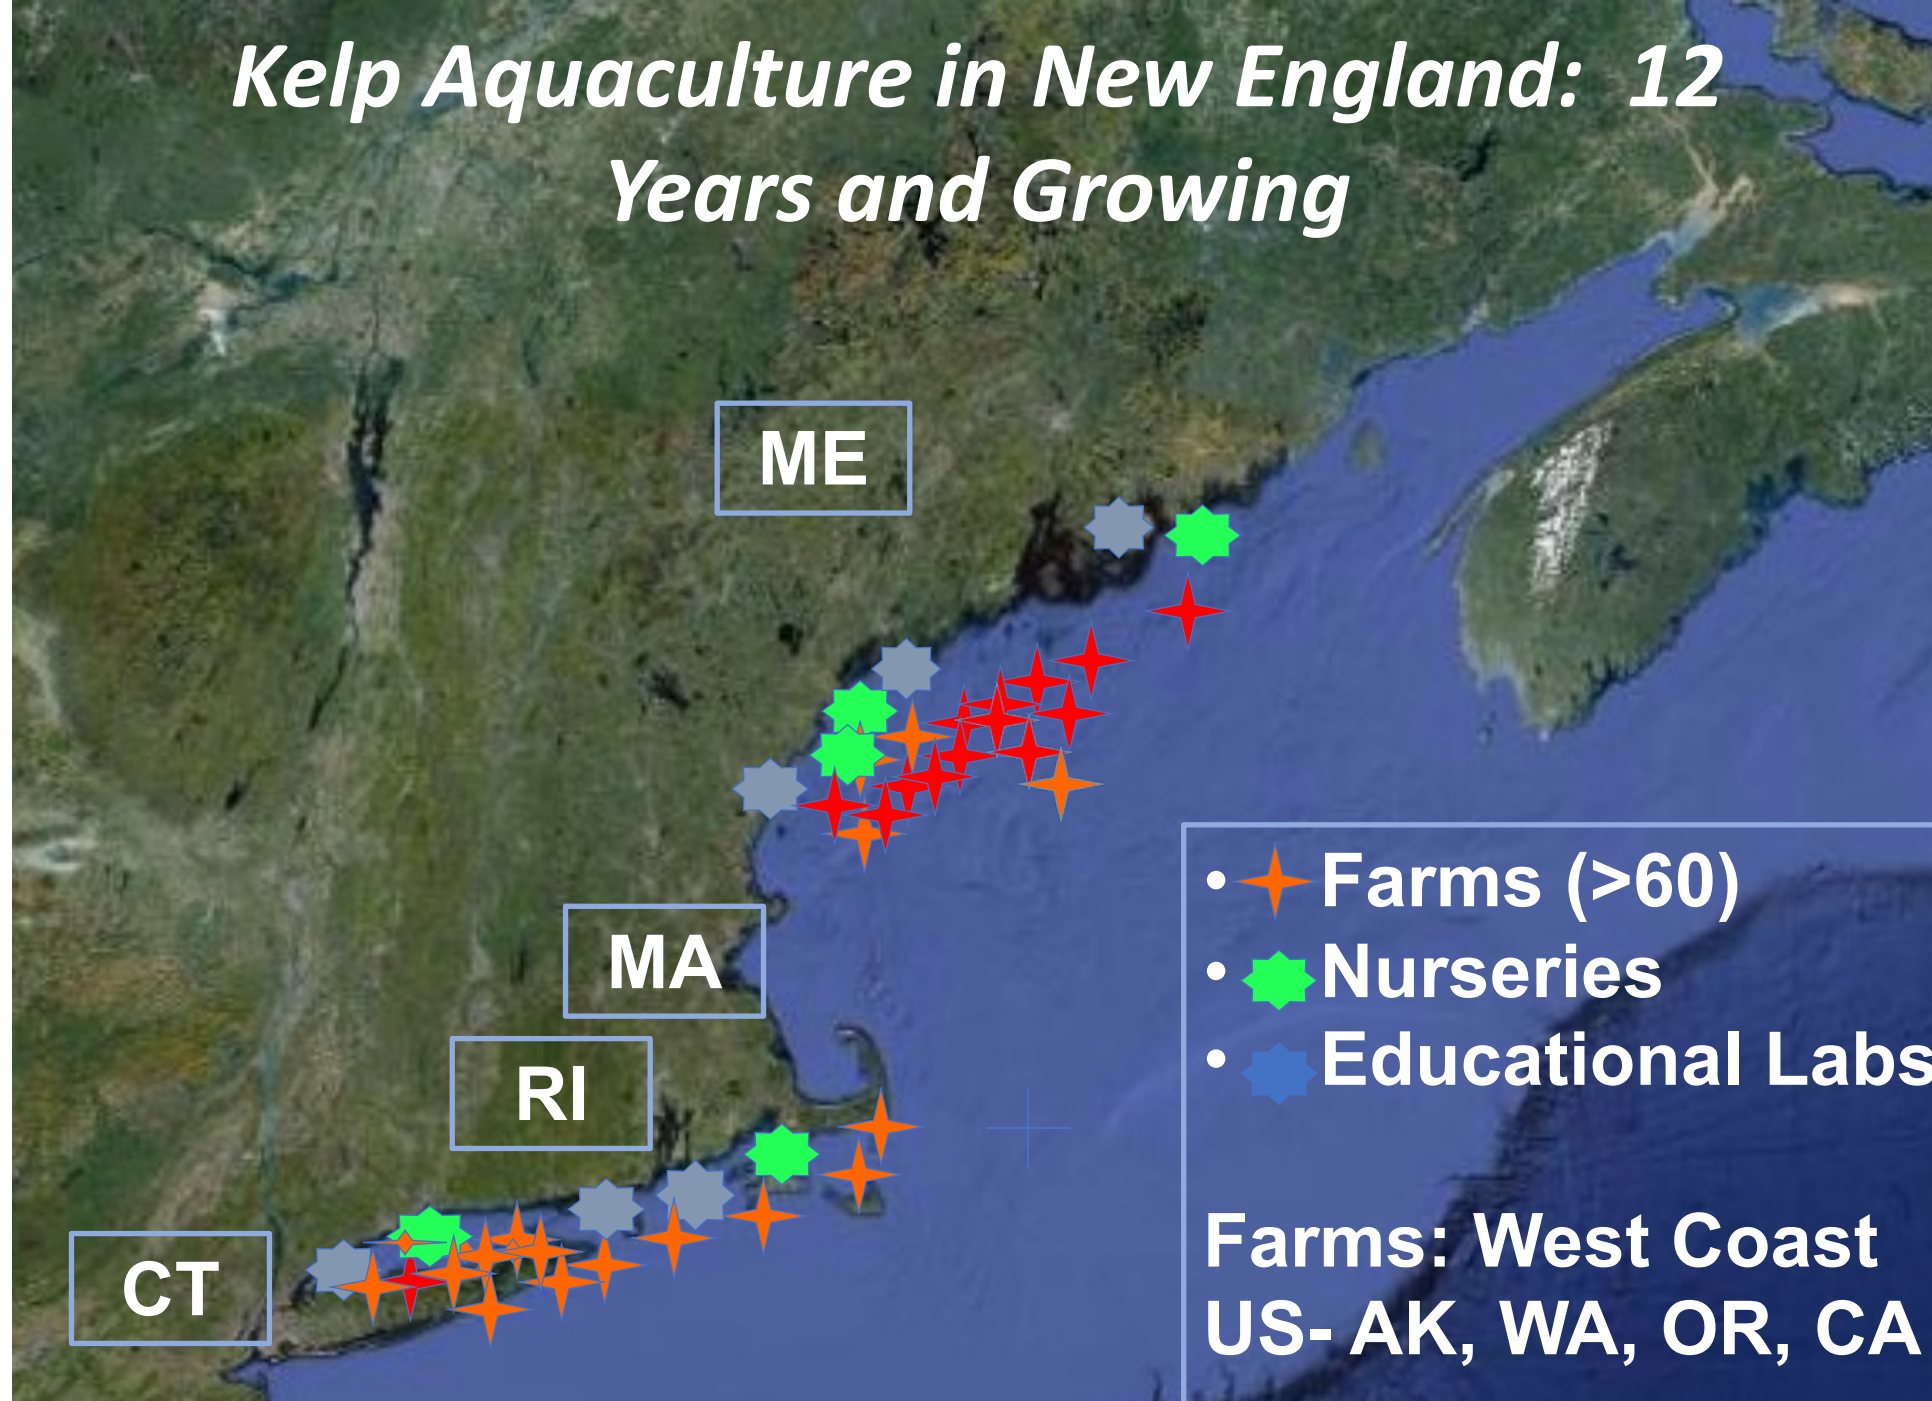 Kelp Aquaculture in New England: 12
Years and Growing
ME
MA
RI
CT
• Farms (>60)
• Nurseries
• Educational Labs
Farms: West Coast
US- AK, WA, OR, CA